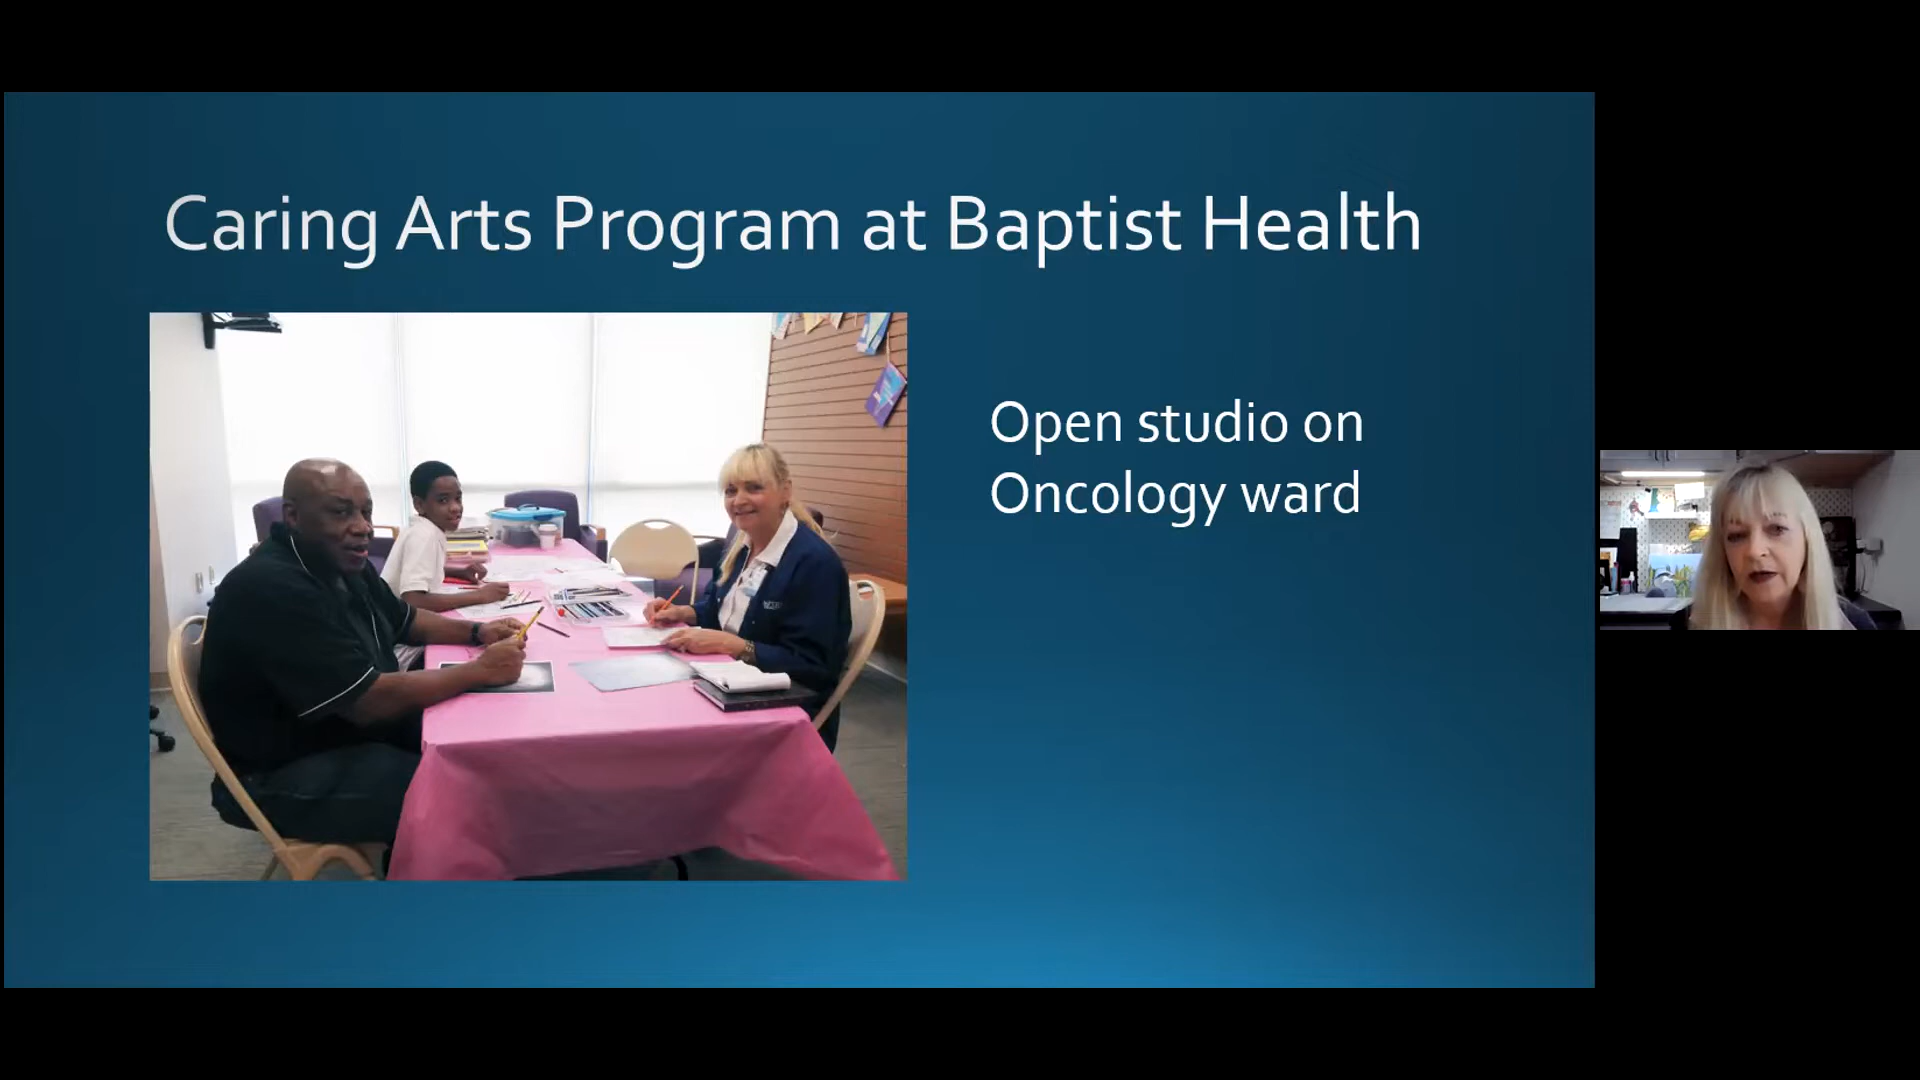 Caring Arts Program at Baptist Health
Open studio on
Oncology ward